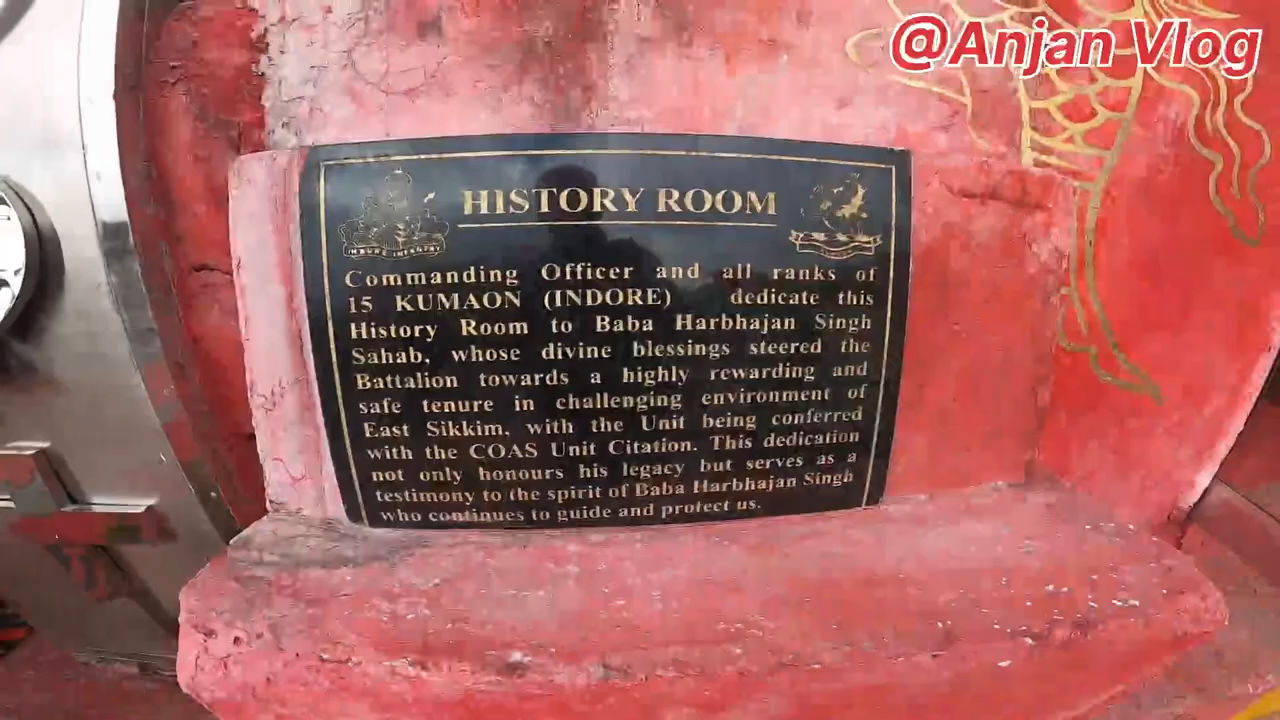 @Anjan Vlog
HISTORY ROOM
INDORE INFANTRY
Commanding Officer and all ranks of
15 KUMAON (INDORE) dedicate this
History Room to Baba Harbhajan Singh
Sahab, whose divine blessings steered the
Battalion towards a highly rewarding and
safe tenure in challenging environment of
East Sikkim, with the Unit being conferred
with the COAS Unit Citation. This dedication
not only honours his legacy but serves as a
testimony to the spirit of Baba Harbhajan Singh
who continues to guide and protect us.